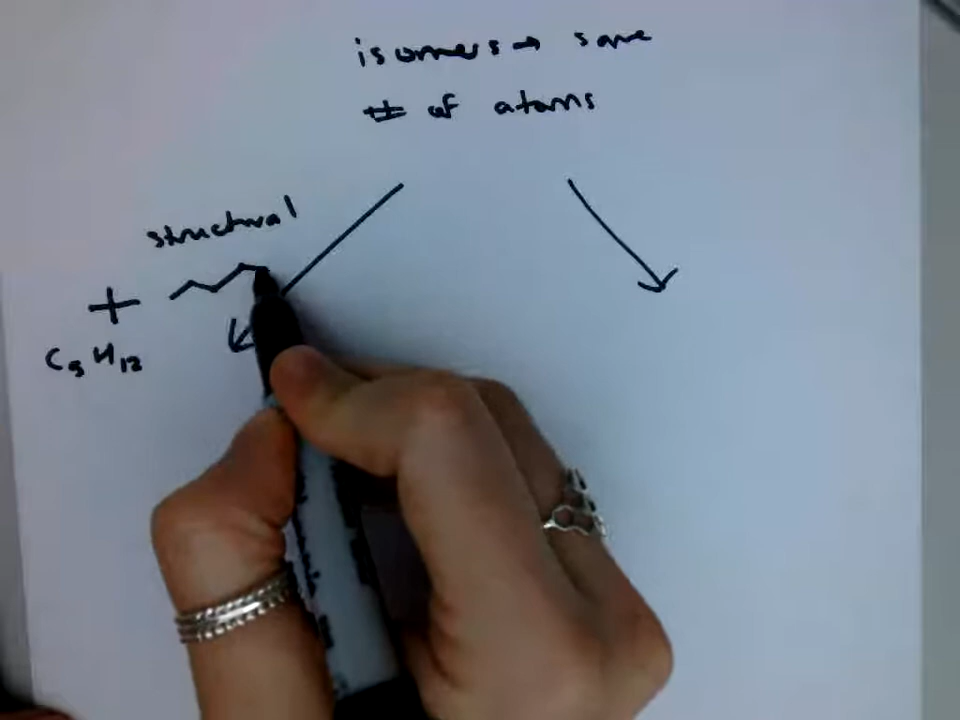 isomers → same
# of atoms
structural
C5H12